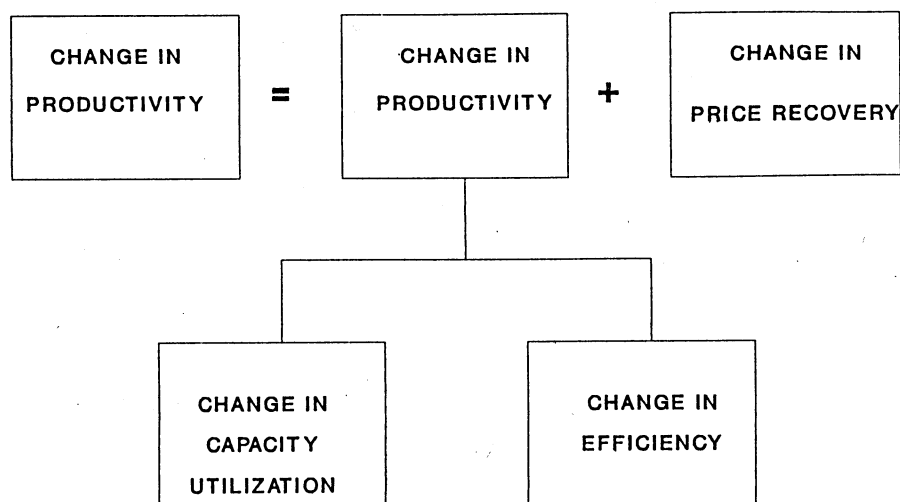 CHANGE IN
PRODUCTIVITY
=
CHANGE IN
PRODUCTIVITY
+
CHANGE IN
PRICE RECOVERY
CHANGE IN
CAPACITY
UTILIZATION
CHANGE IN
EFFICIENCY